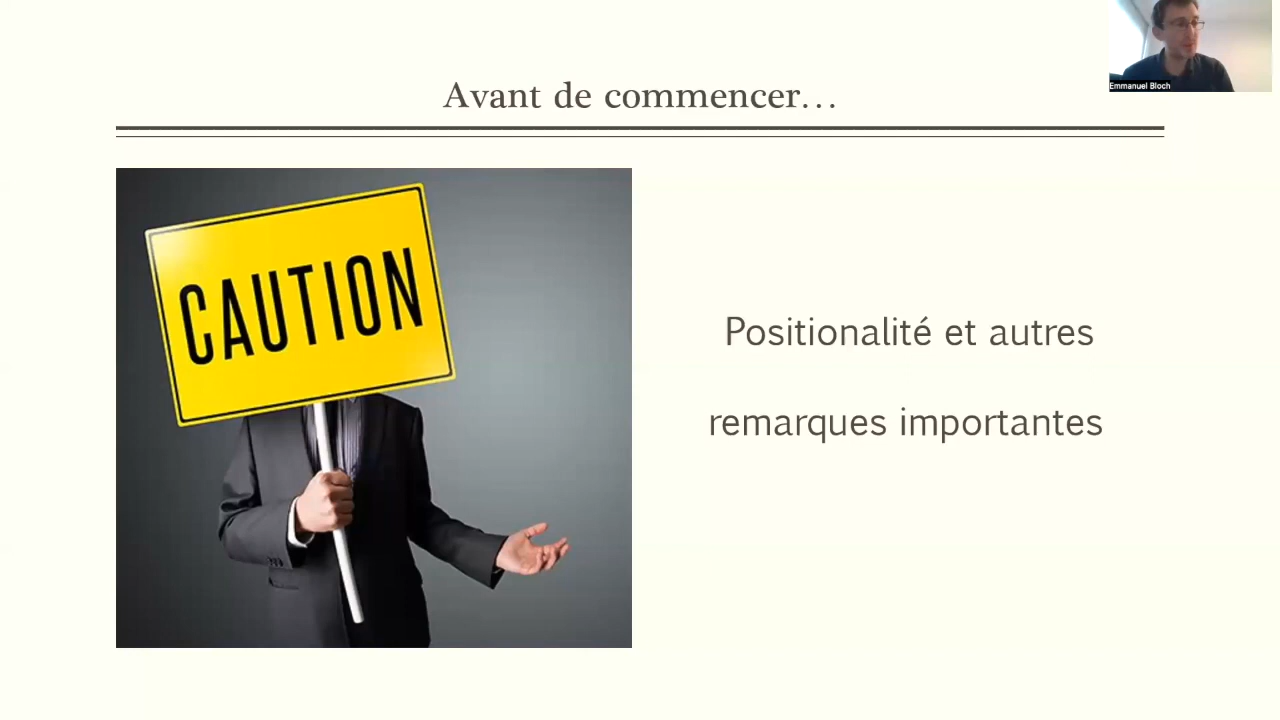 Avant de commencer...
Emmanuel Bloch
CAUTION
Positionalité et autres
remarques importantes